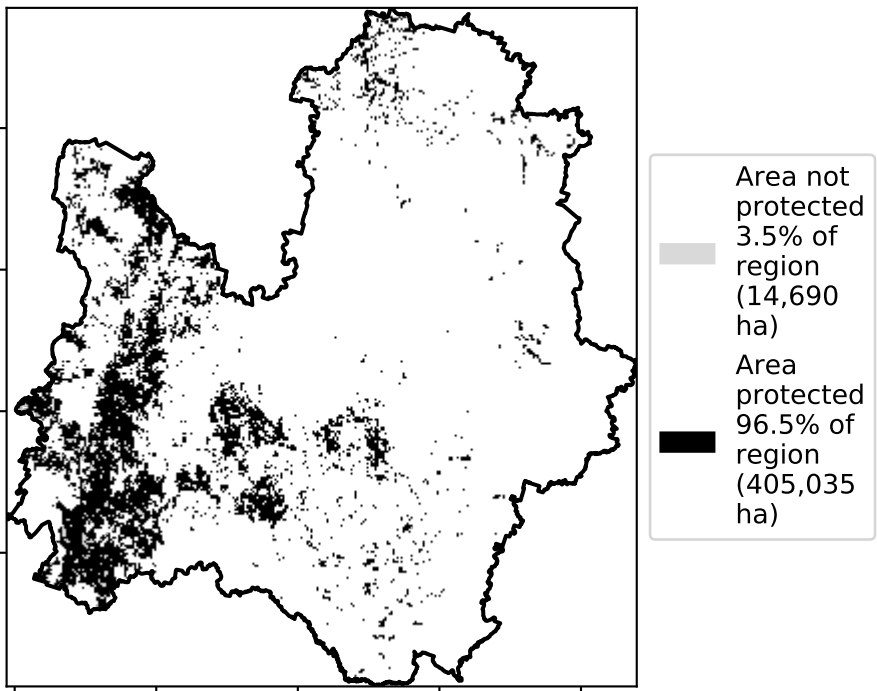 Area not
protected
3.5% of
region
(14,690
ha)
Area
protected
96.5% of
region
(405,035
ha)